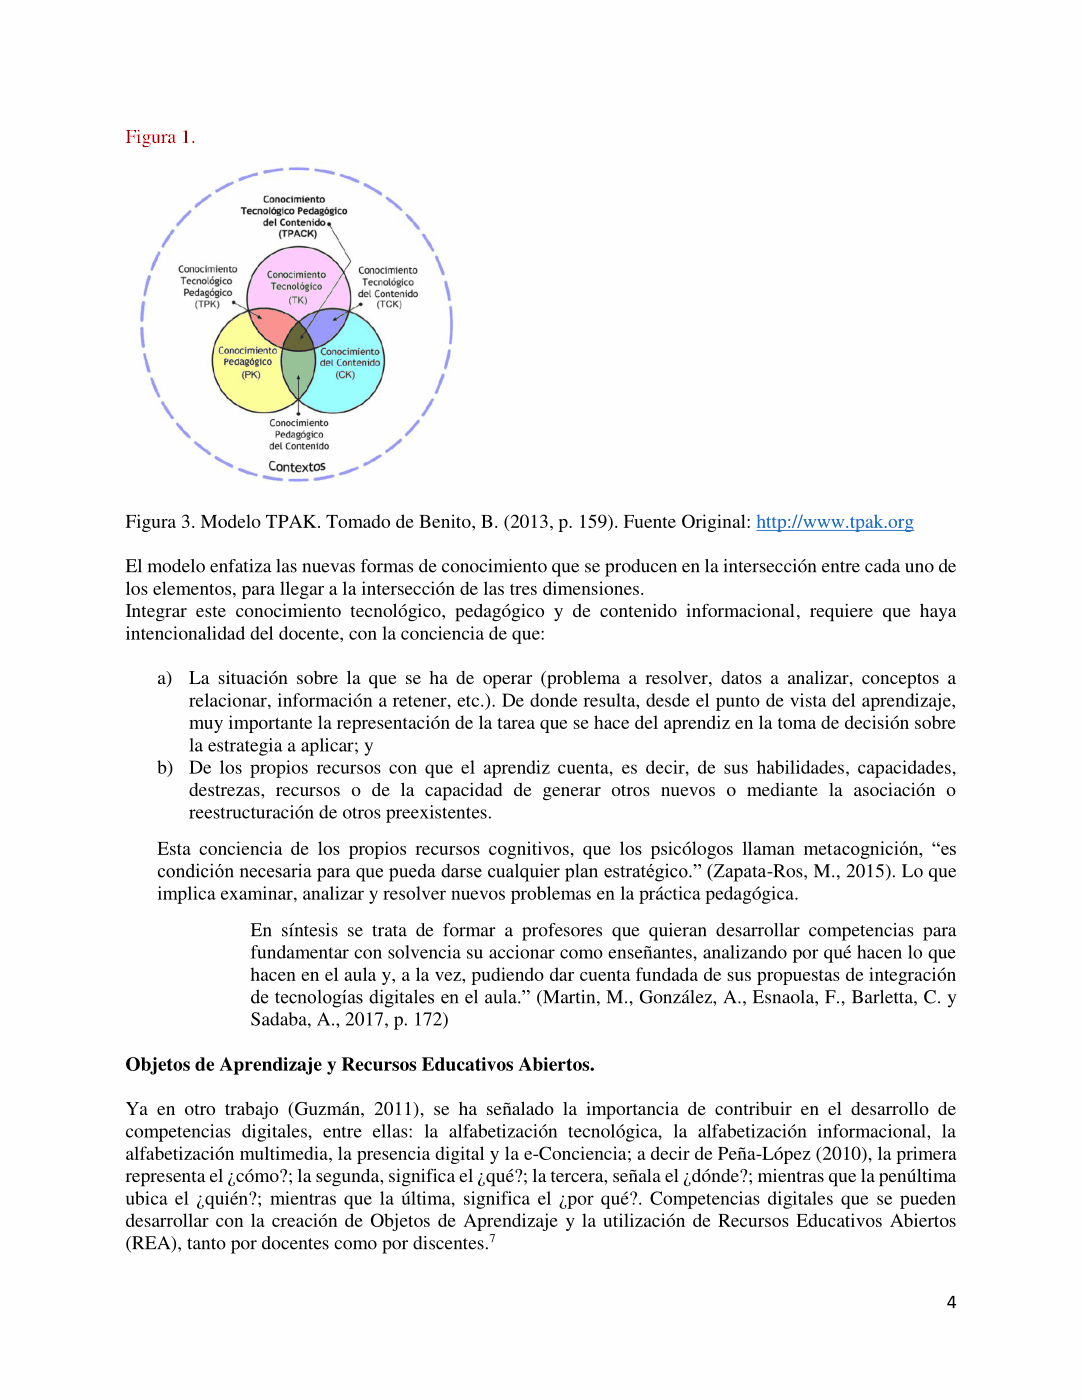 Figura 1.
Conocimiento
Tecnológico Pedagógico
del Contenido
(TPACK)
Conocimiento
Tecnológico
Pedagógico
(TPK)
Conocimiento
Tecnológico
(TK)
Conocimiento
Tecnológico
del Contenido
(TCK)
Conocimiento
Pedagógico
(PK)
Conocimiento
del Contenido
(CK)
Conocimiento
Pedagógico
del Contenido
Contextos
Figura 3. Modelo TPAK. Tomado de Benito, B. (2013, p. 159). Fuente Original: http://www.tpak.org
El modelo enfatiza las nuevas formas de conocimiento que se producen en la intersección entre cada uno de
los elementos, para llegar a la intersección de las tres dimensiones.
Integrar este conocimiento tecnológico, pedagógico y de contenido informacional, requiere que haya
intencionalidad del docente, con la conciencia de que:
a) La situación sobre la que se ha de operar (problema a resolver, datos a analizar, conceptos a
relacionar, información a retener, etc.). De donde resulta, desde el punto de vista del aprendizaje,
muy importante la representación de la tarea que se hace del aprendiz en la toma de decisión sobre
la estrategia a aplicar; y
b) De los propios recursos con que el aprendiz cuenta, es decir, de sus habilidades, capacidades,
destrezas, recursos o de la capacidad de generar otros nuevos o mediante la asociación o
reestructuración de otros preexistentes.
Esta conciencia de los propios recursos cognitivos, que los psicólogos llaman metacognición, “es
condición necesaria para que pueda darse cualquier plan estratégico.” (Zapata-Ros, M., 2015). Lo que
implica examinar, analizar y resolver nuevos problemas en la práctica pedagógica.
En síntesis se trata de formar a profesores que quieran desarrollar competencias para
fundamentar con solvencia su accionar como enseñantes, analizando por qué hacen lo que
hacen en el aula y, a la vez, pudiendo dar cuenta fundada de sus propuestas de integración
de tecnologías digitales en el aula.” (Martin, M., González, A., Esnaola, F., Barletta, C. y
Sadaba, A., 2017, p. 172)
Objetos de Aprendizaje y Recursos Educativos Abiertos.
Ya en otro trabajo (Guzmán, 2011), se ha señalado la importancia de contribuir en el desarrollo de
competencias digitales, entre ellas: la alfabetización tecnológica, la alfabetización informacional, la
alfabetización multimedia, la presencia digital y la e-Conciencia; a decir de Peña-López (2010), la primera
representa el ¿cómo?; la segunda, significa el ¿qué?; la tercera, señala el ¿dónde?; mientras que la penúltima
ubica el ¿quién?; mientras que la última, significa el ¿por qué?. Competencias digitales que se pueden
desarrollar con la creación de Objetos de Aprendizaje y la utilización de Recursos Educativos Abiertos
(REA), tanto por docentes como por discentes.7
4